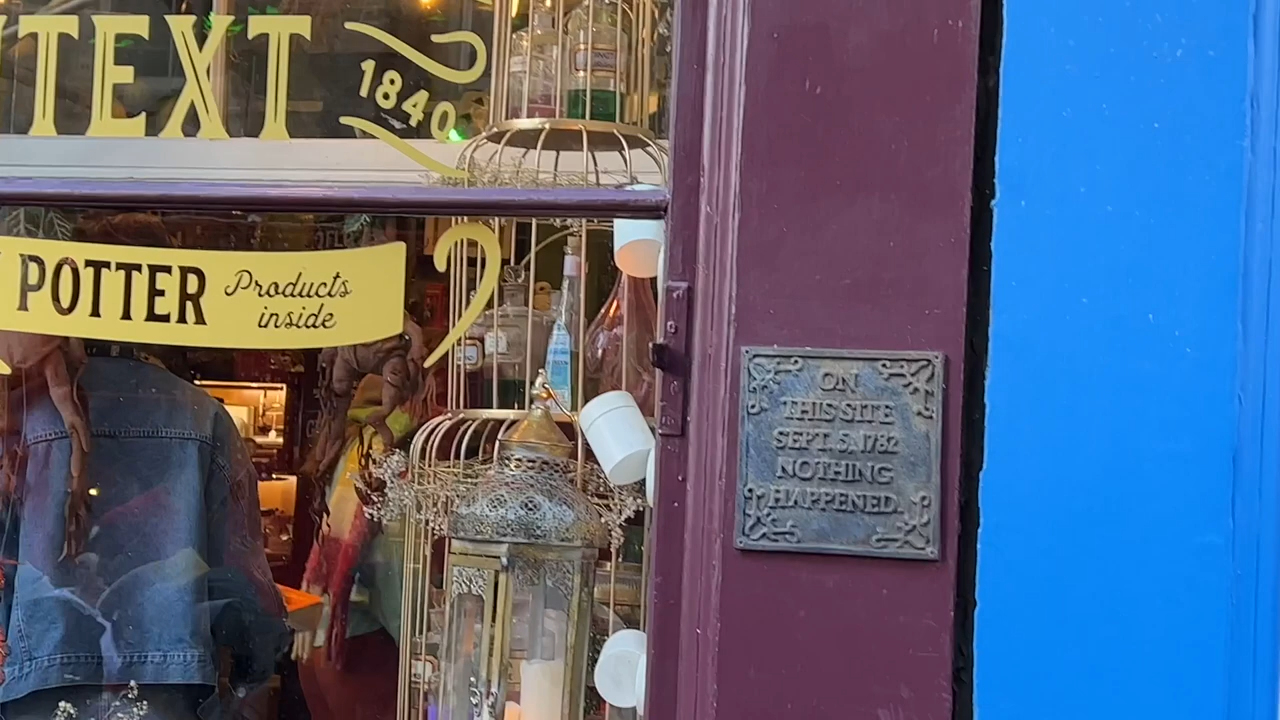 TEXT
1840
POTTER Products
inside
ON
THIS SITE
SEPT. 5, 1782
NOTHING
HAPPENED.